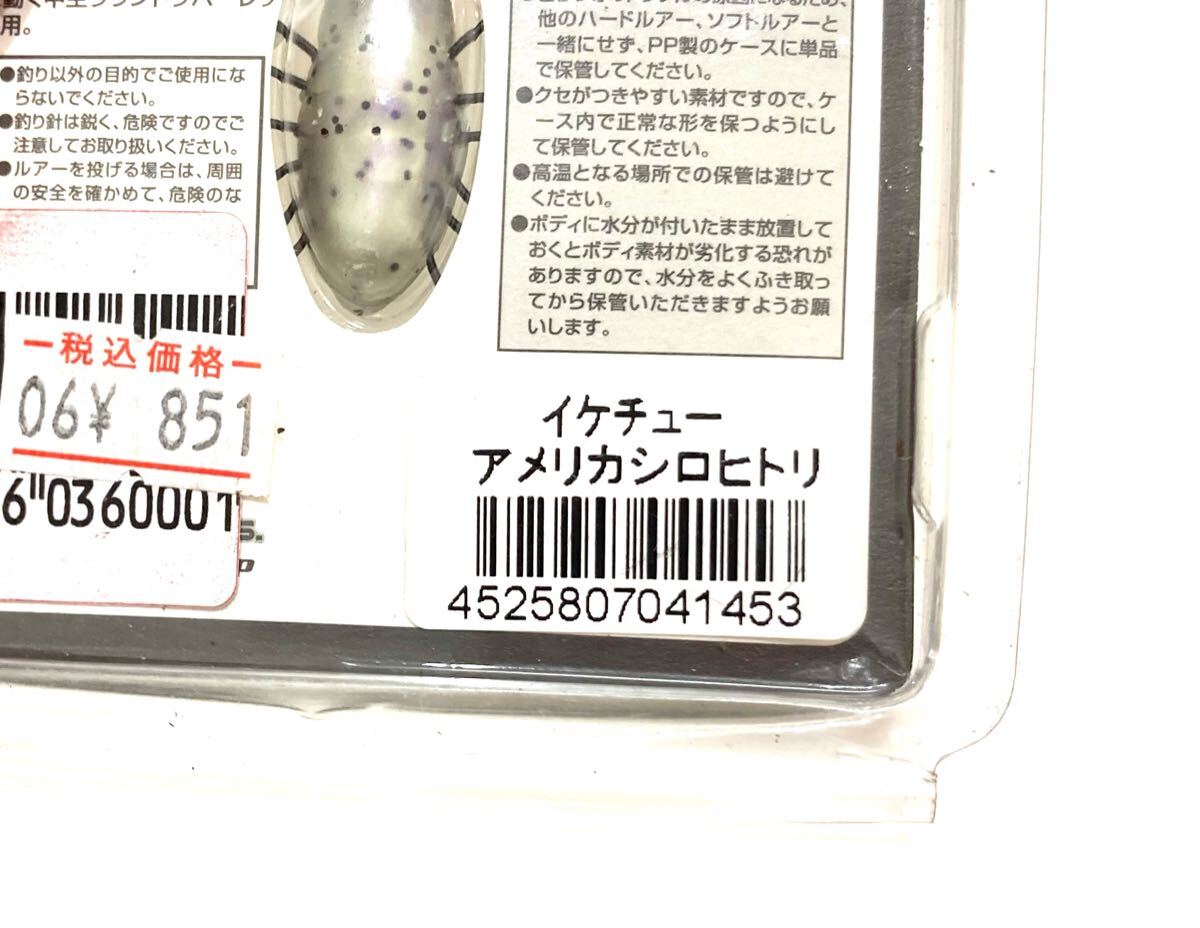 用。
●釣り以外の目的でご使用にな
らないでください。
●釣り針は鋭く、危険ですのでご
注意してお取り扱いください。
●ルアーを投げる場合は、周囲
の安全を確かめて、危険のな
他のハードルアー、ソフトルアーと
一緒にせず、PP製のケースに単品
で保管してください。
●クセがつきやすい素材ですので、ケ
ース内で正常な形を保つようにし
て保管してください。
●高温となる場所での保管は避けて
ください。
●ボディに水分が付いたまま放置して
おくとボディ素材が劣化する恐れが
ありますので、水分をよくふき取っ
てから保管いただきますようお願
いします。
ー税込価格ー
06¥ 851
6"0360001
イケチュー
アメリカシロヒトリ
4525807041453